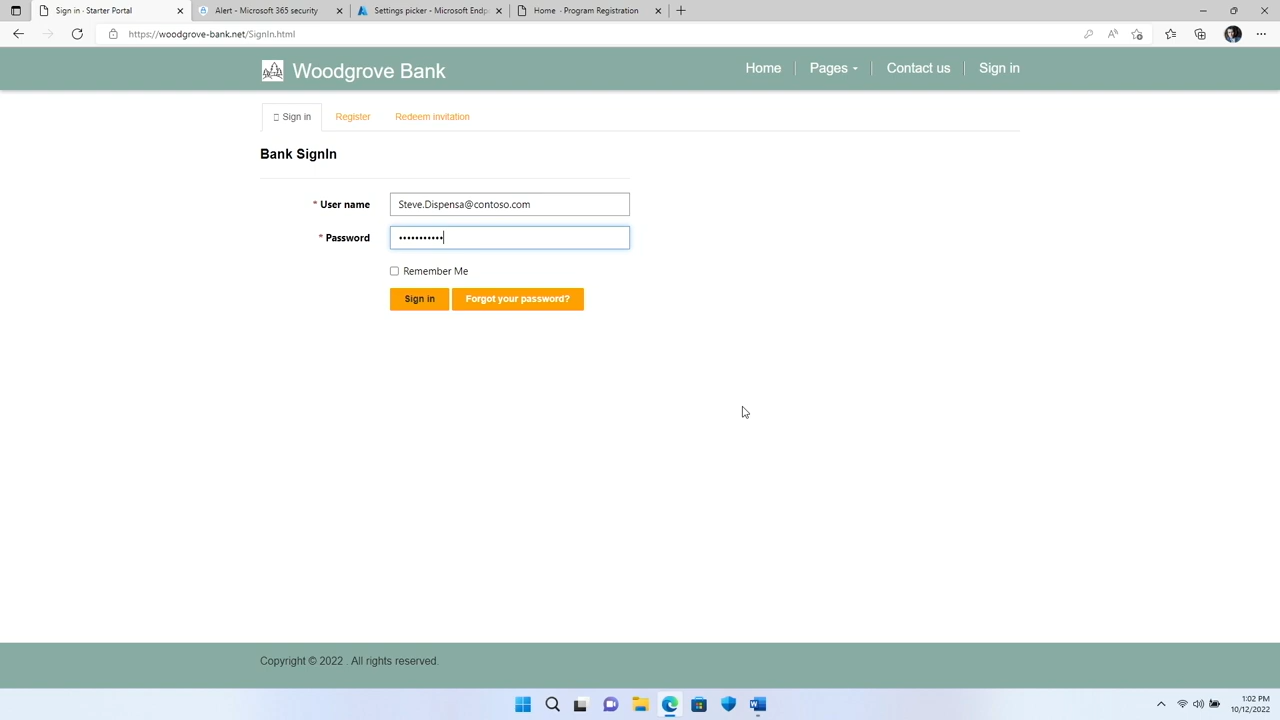 Sign in - Starter Portal
Alert - Microsoft 365 security
Settings picker - Microsoft Endp
Home · Program Registration
https://woodgrove-bank.net/SignIn.html
Woodgrove Bank
Home
Pages
Contact us
Sign in
Sign in
Register
Redeem invitation
Bank SignIn
* User name
Steve.Dispensa@contoso.com
* Password
•••••••••••
Remember Me
Sign in
Forgot your password?
Copyright © 2022 . All rights reserved.
1:02 PM
10/12/2022